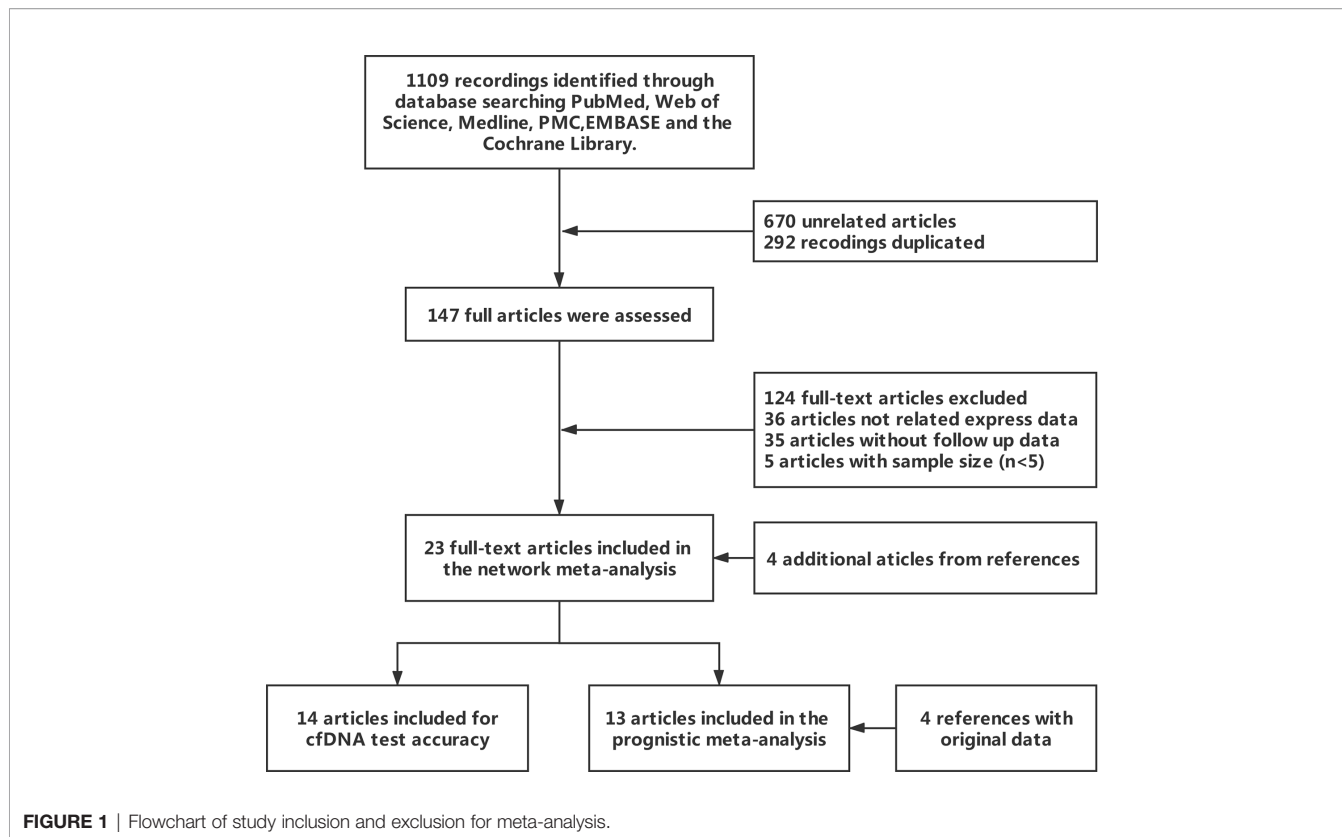 1109 recordings identified through
database searching PubMed, Web of
Science, Medline, PMC,EMBASE and the
Cochrane Library.
670 unrelated articles
292 recodings duplicated
147 full articles were assessed
124 full-text articles excluded
36 articles not related express data
35 articles without follow up data
5 articles with sample size (n<5)
23 full-text articles included in
the network meta-analysis
4 additional aticles from references
14 articles included for
cfDNA test accuracy
13 articles included in the
prognistic meta-analysis
4 references with
original data
FIGURE 1 | Flowchart of study inclusion and exclusion for meta-analysis.